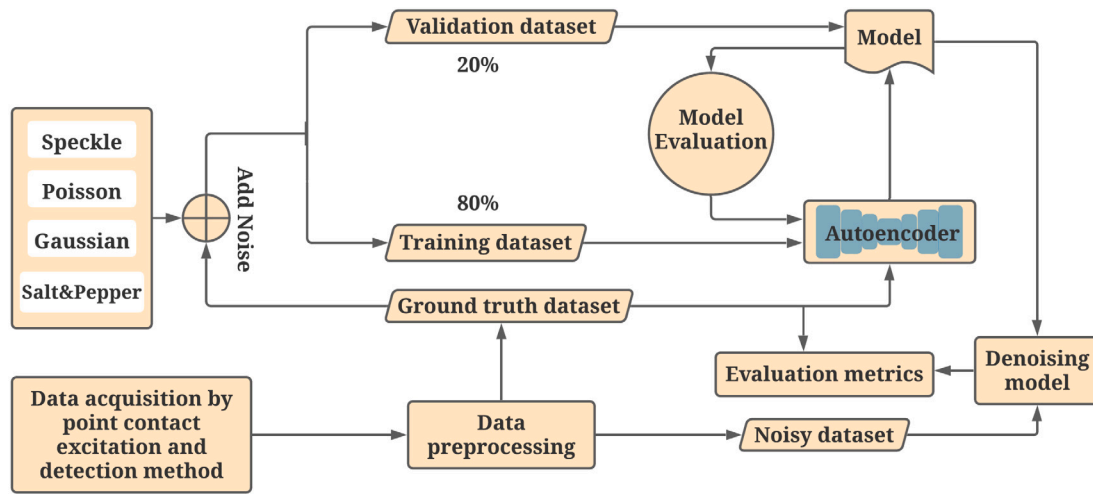 Validation dataset
20%
Model
Model
Evaluation
Speckle
Poisson
Gaussian
Salt&Pepper
Add Noise
80%
Training dataset
Autoencoder
Ground truth dataset
Evaluation metrics
Denoising
model
Data acquisition by
point contact
excitation and
detection method
Data
preprocessing
Noisy dataset